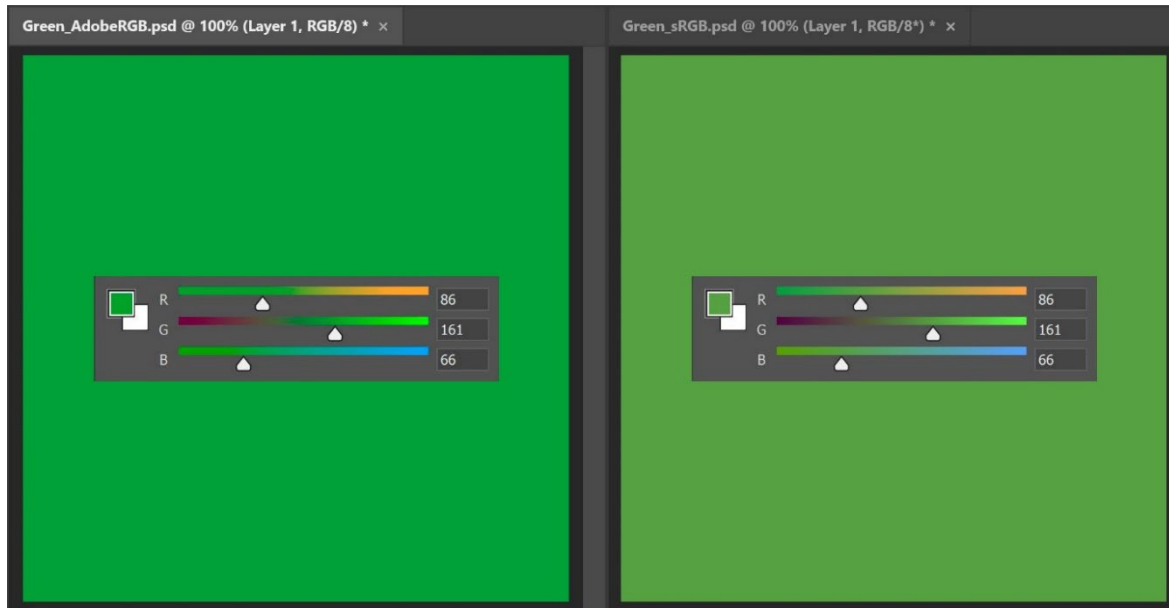 Green_AdobeRGB.psd @ 100% (Layer 1, RGB/8) * ×
Green_sRGB.psd @ 100% (Layer 1, RGB/8*) * ×
R 86
G 161
B 66
R 86
G 161
B 66